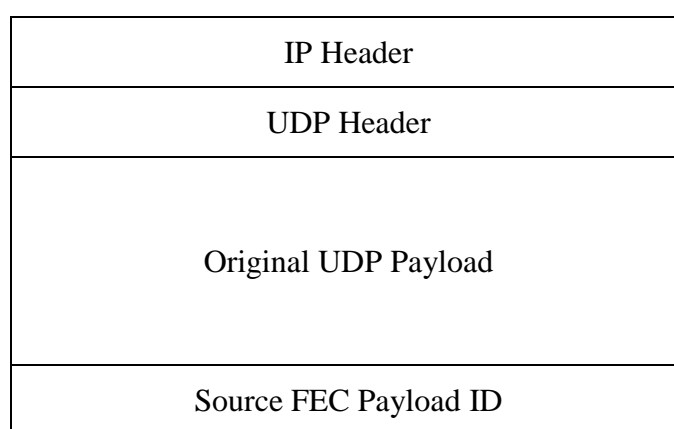 IP Header
UDP Header
Original UDP Payload
Source FEC Payload ID